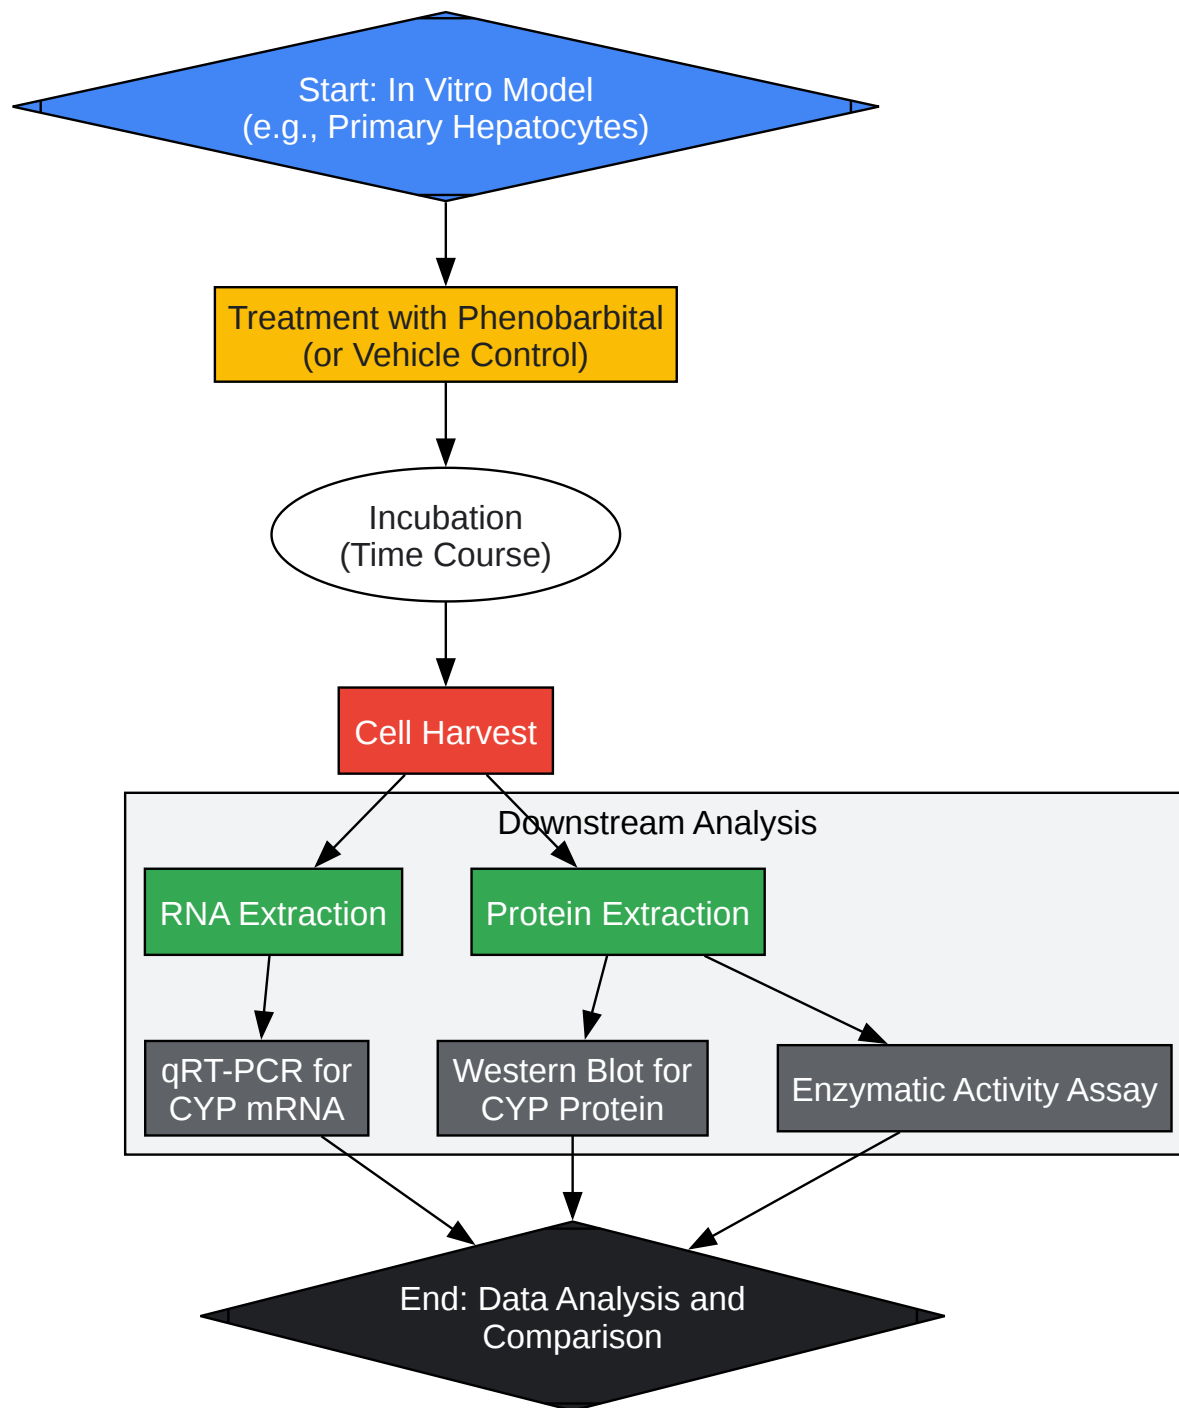 Start: In Vitro Model
(e.g., Primary Hepatocytes)
Treatment with Phenobarbital
(or Vehicle Control)
Incubation
(Time Course)
Cell Harvest
Downstream Analysis
RNA Extraction
Protein Extraction
qRT-PCR for
CYP mRNA
Western Blot for
CYP Protein
Enzymatic Activity Assay
End: Data Analysis and
Comparison